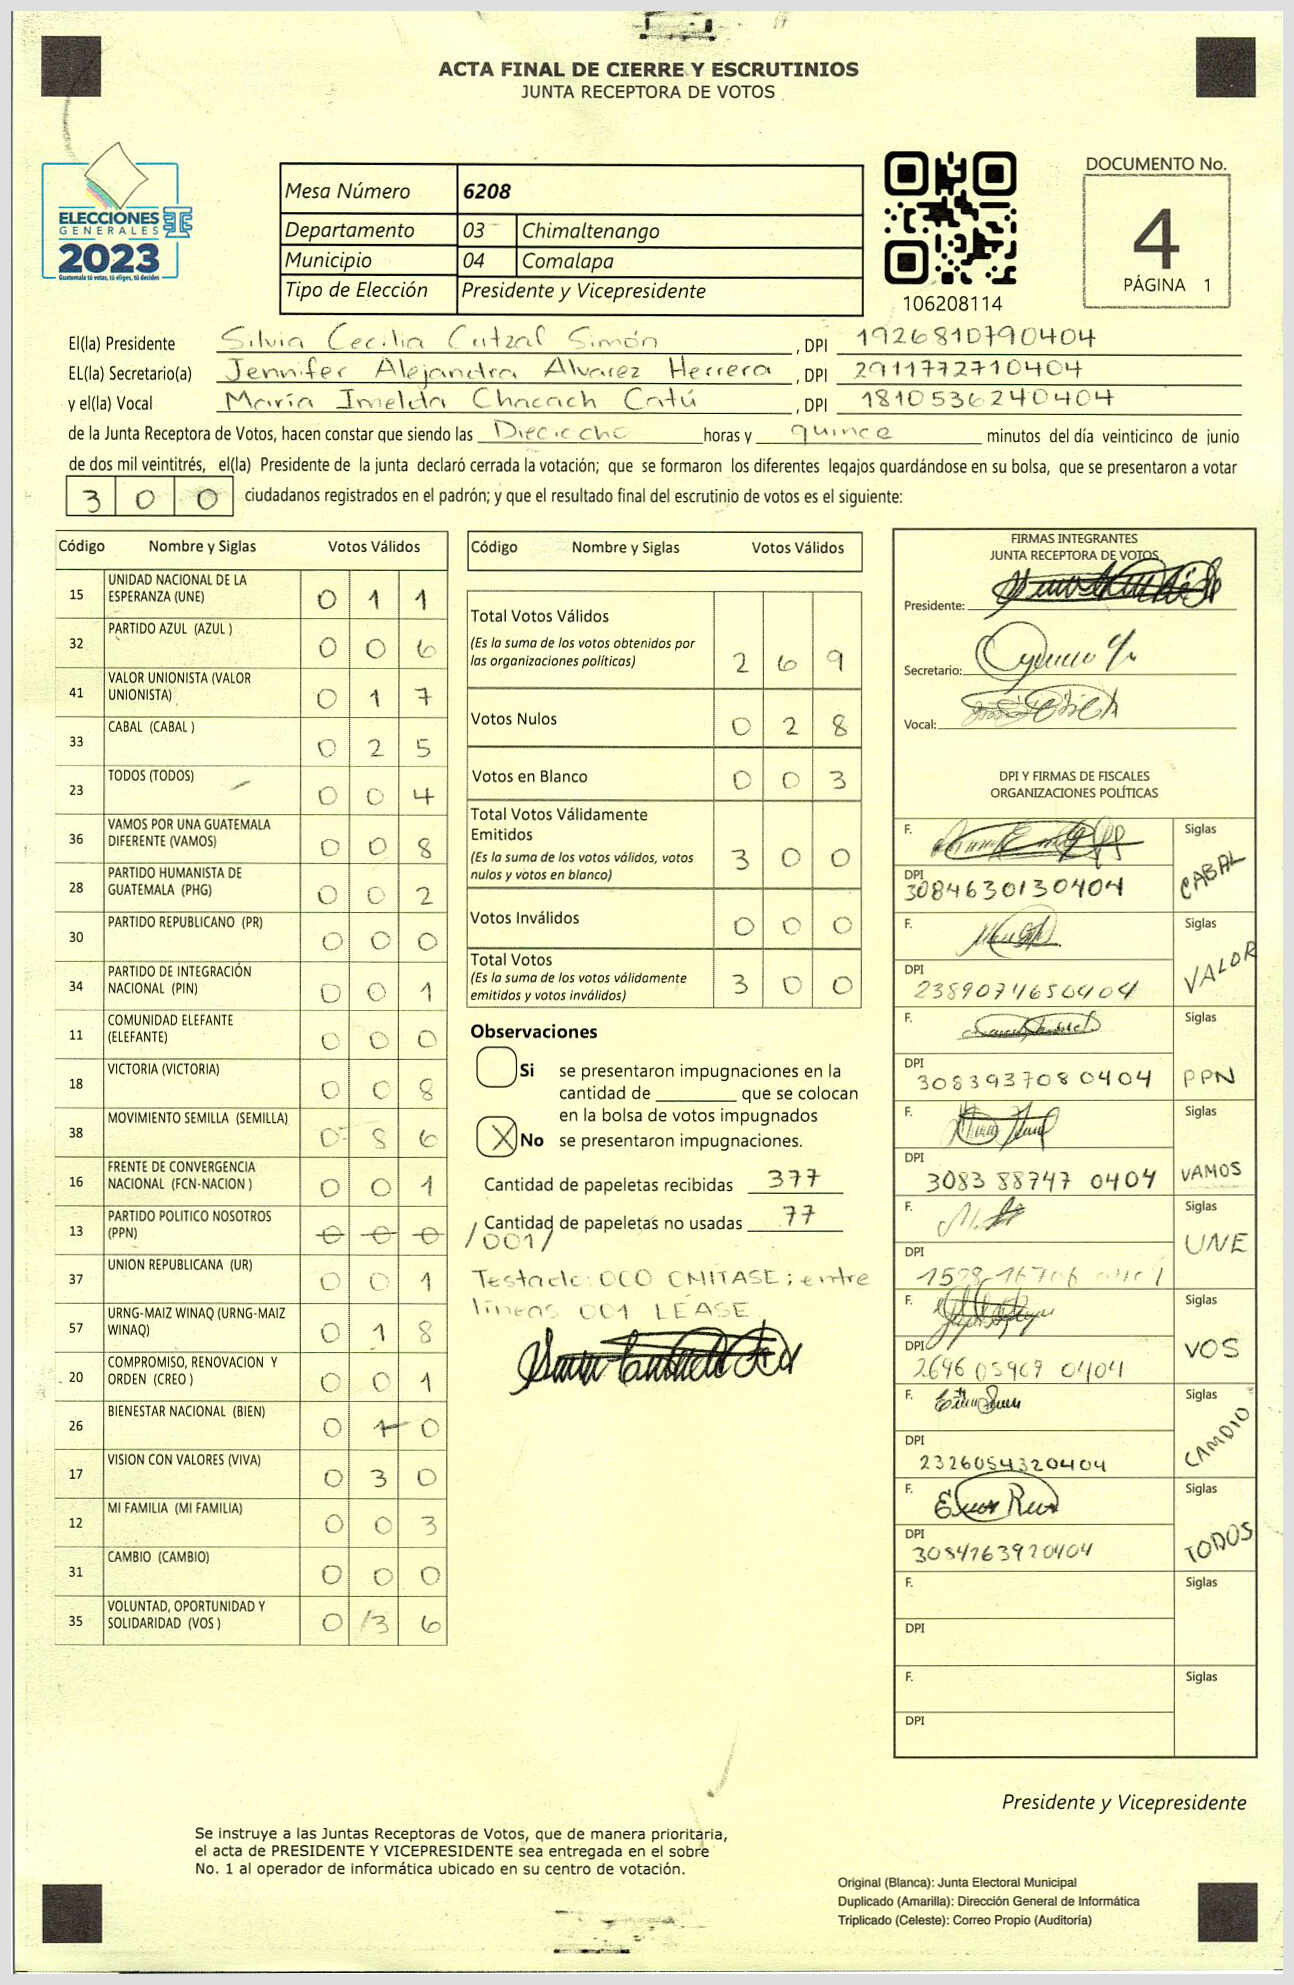 ACTA FINAL DE CIERRE Y ESCRUTINIOS
JUNTA RECEPTORA DE VOTOS
ELECCIONES
GENERALES
2023
Guatemala tú votas, tú eliges, tú decides
Mesa Número 6208
Departamento 03 Chimaltenango
Municipio 04 Comalapa
Tipo de Elección Presidente y Vicepresidente
106208114
DOCUMENTO No.
4
PÁGINA 1
El(la) Presidente Silvia Cecilia Cutzal Simón , DPI 1926810790404
EL(la) Secretario(a) Jennifer Alejandra Alvarez Herrera , DPI 2911772710404
y el(la) Vocal María Imelda Chacach Catú , DPI 1810536240404
de la Junta Receptora de Votos, hacen constar que siendo las Dieciocho horas y quince minutos del día veinticinco de junio
de dos mil veintitrés, el(la) Presidente de la junta declaró cerrada la votación; que se formaron los diferentes legajos guardándose en su bolsa, que se presentaron a votar
3 0 0 ciudadanos registrados en el padrón; y que el resultado final del escrutinio de votos es el siguiente:
Código Nombre y Siglas Votos Válidos
15 UNIDAD NACIONAL DE LA ESPERANZA (UNE) 0 1 1
32 PARTIDO AZUL (AZUL ) 0 0 6
41 VALOR UNIONISTA (VALOR UNIONISTA) 0 1 7
33 CABAL (CABAL ) 0 2 5
23 TODOS (TODOS) 0 0 4
36 VAMOS POR UNA GUATEMALA DIFERENTE (VAMOS) 0 0 8
28 PARTIDO HUMANISTA DE GUATEMALA (PHG) 0 0 2
30 PARTIDO REPUBLICANO (PR) 0 0 0
34 PARTIDO DE INTEGRACIÓN NACIONAL (PIN) 0 0 1
11 COMUNIDAD ELEFANTE (ELEFANTE) 0 0 0
18 VICTORIA (VICTORIA) 0 0 8
38 MOVIMIENTO SEMILLA (SEMILLA) 0 8 6
16 FRENTE DE CONVERGENCIA NACIONAL (FCN-NACION ) 0 0 1
13 PARTIDO POLITICO NOSOTROS (PPN) 0 0 0
37 UNION REPUBLICANA (UR) 0 0 1
57 URNG-MAIZ WINAQ (URNG-MAIZ WINAQ) 0 1 8
20 COMPROMISO, RENOVACION Y ORDEN (CREO ) 0 0 1
26 BIENESTAR NACIONAL (BIEN) 0 1 0
17 VISION CON VALORES (VIVA) 0 3 0
12 MI FAMILIA (MI FAMILIA) 0 0 3
31 CAMBIO (CAMBIO) 0 0 0
35 VOLUNTAD, OPORTUNIDAD Y SOLIDARIDAD (VOS ) 0 3 6
Código Nombre y Siglas Votos Válidos
Total Votos Válidos 2 6 9
(Es la suma de los votos obtenidos por
las organizaciones políticas)
Votos Nulos 0 2 8
Votos en Blanco 0 0 3
Total Votos Válidamente
Emitidos 3 0 0
(Es la suma de los votos válidos, votos
nulos y votos en blanco)
Votos Inválidos 0 0 0
Total Votos 3 0 0
(Es la suma de los votos válidamente
emitidos y votos inválidos)
Observaciones
Si se presentaron impugnaciones en la
cantidad de ________ que se colocan
en la bolsa de votos impugnados
X No se presentaron impugnaciones.
Cantidad de papeletas recibidas 377
Cantidad de papeletas no usadas 77
/001/
Testado: 000 OMITASE; entre
líneas 001 LEASE
FIRMAS INTEGRANTES
JUNTA RECEPTORA DE VOTOS
Presidente:
Secretario:
Vocal:
DPI Y FIRMAS DE FISCALES
ORGANIZACIONES POLÍTICAS
F. Siglas CABAL
DPI 3084630130404
F. Siglas VALOR
DPI 2389074650404
F. Siglas PPN
DPI 3083937080404
F. Siglas VAMOS
DPI 3083 88747 0404
F. Siglas UNE
DPI
F. Siglas VOS
DPI 2696 05907 0404
F. Siglas CAMDIO
DPI 2326054320404
F. Siglas TODOS
DPI 3084263920404
F. Siglas
DPI
F. Siglas
DPI
Presidente y Vicepresidente
Se instruye a las Juntas Receptoras de Votos, que de manera prioritaria,
el acta de PRESIDENTE Y VICEPRESIDENTE sea entregada en el sobre
No. 1 al operador de informática ubicado en su centro de votación.
Original (Blanca): Junta Electoral Municipal
Duplicado (Amarilla): Dirección General de Informática
Triplicado (Celeste): Correo Propio (Auditoría)